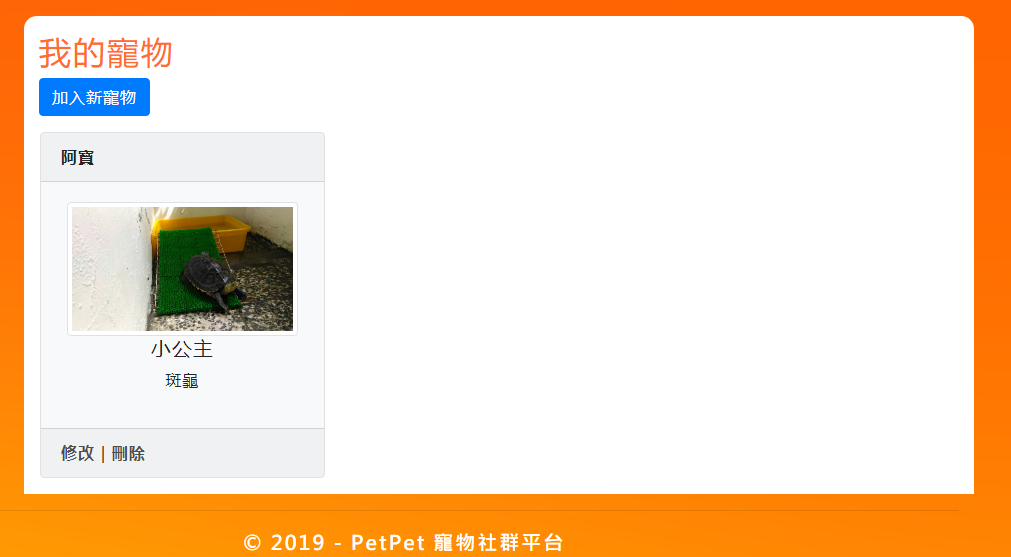 我的寵物
加入新寵物
阿寶
小公主
斑龜
修改 | 刪除
© 2019 - PetPet 寵物社群平台